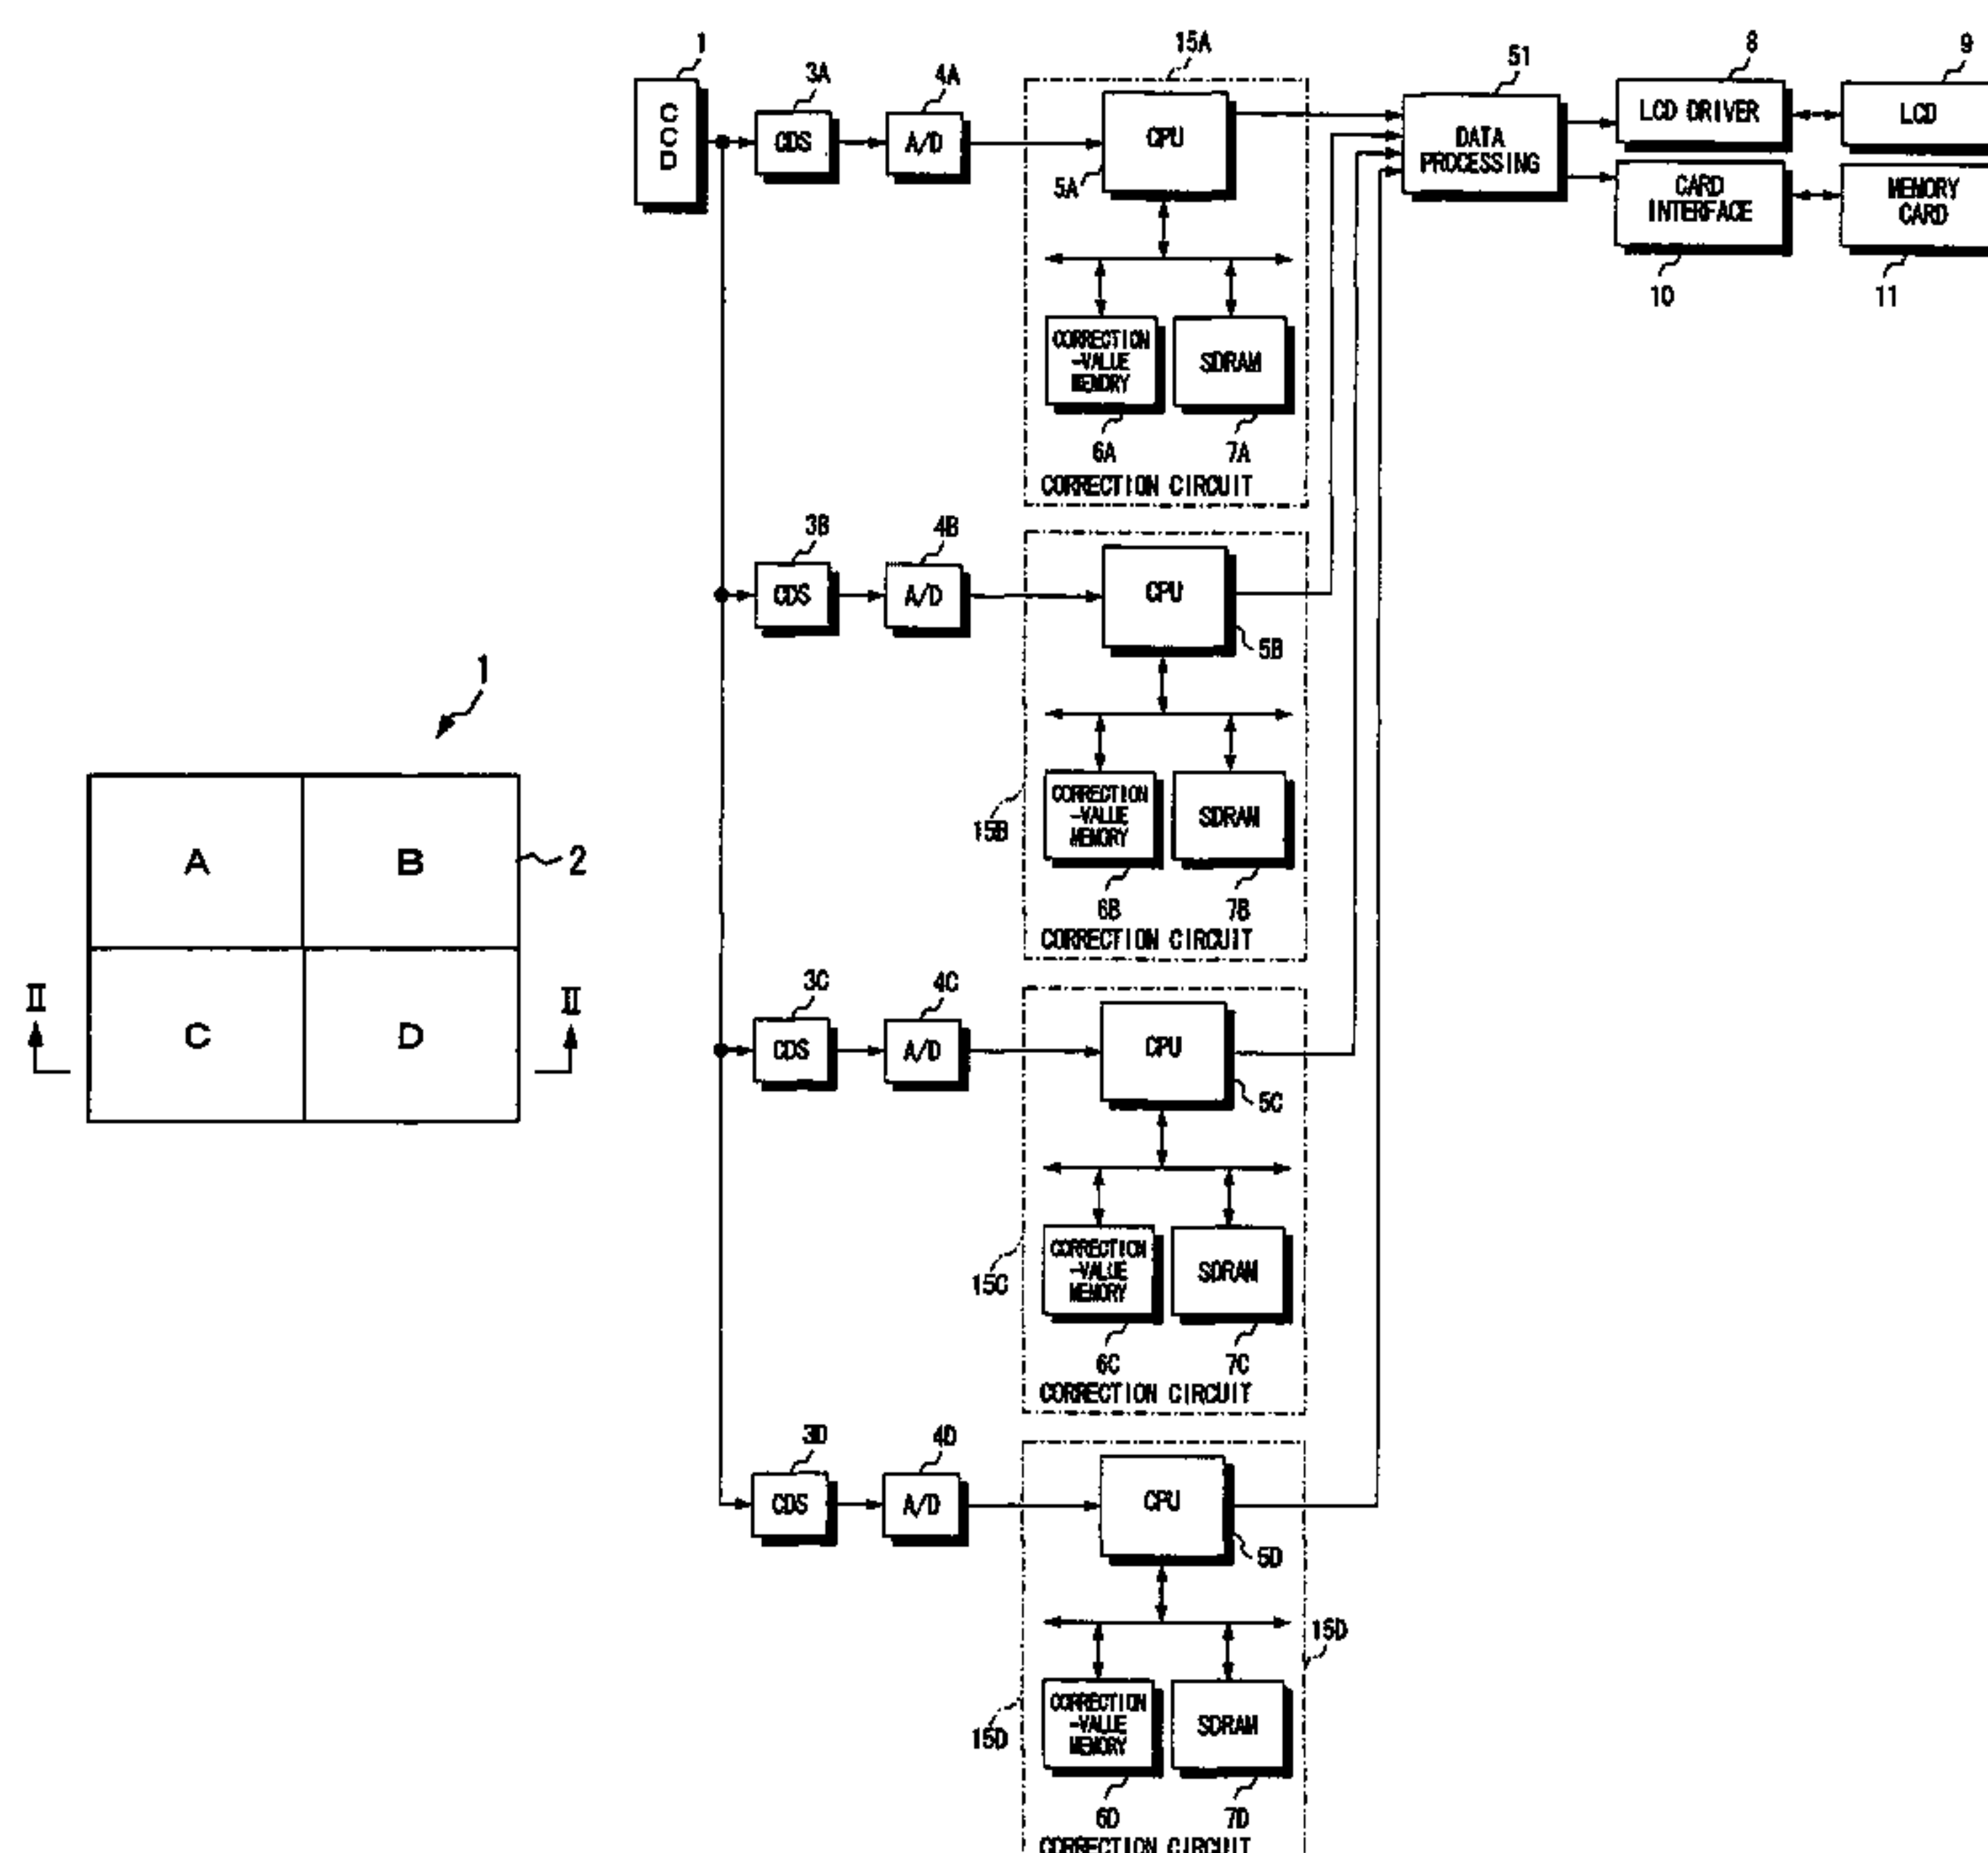 1
3A
4A
15A
51
8
9
CCD
CDS
A/D
CPU
5A
DATA
PROCESSING
LCD DRIVER
LCD
CARD
INTERFACE
MEMORY
CARD
10
11
CORRECTION
-VALUE
MEMORY
SDRAM
6A
7A
CORRECTION CIRCUIT
3B
4B
CDS
A/D
CPU
5B
CORRECTION
-VALUE
MEMORY
SDRAM
15B
6B
7B
CORRECTION CIRCUIT
1
A
B
2
C
D
II
II
3C
4C
CDS
A/D
CPU
5C
CORRECTION
-VALUE
MEMORY
SDRAM
15C
6C
7C
CORRECTION CIRCUIT
3D
4D
CDS
A/D
CPU
5D
15D
CORRECTION
-VALUE
MEMORY
SDRAM
15D
6D
7D
CORRECTION CIRCUIT